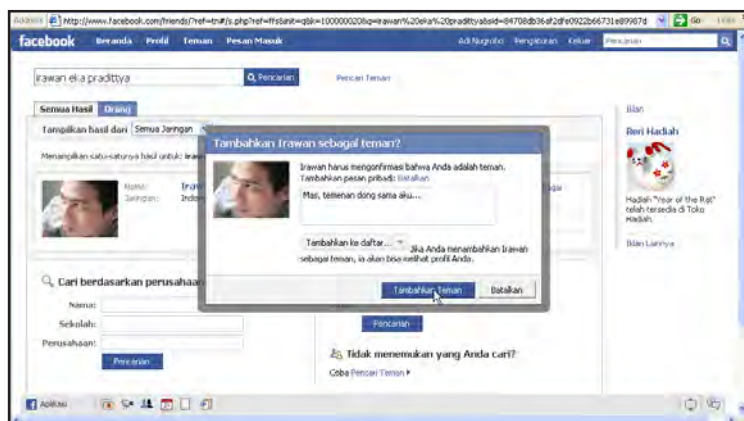 Address http://www.facebook.com/friends/?ref=tn#/s.php?ref=ffs&init=q&k=100000020&q=irawan%20eka%20pradittya&sid=84708db36af2dfe0922b66731e89987d Go
facebook Beranda Profil Teman Pesan Masuk Adi Nugroho Pengaturan Keluar Pencarian
irawan eka pradittya Pencarian Pencari Teman
Semua Hasil Orang
Tampilkan hasil dari Semua Jaringan
Menampilkan satu-satunya hasil untuk: iraw
Nama: Iraw
Jaringan: Indon
Tambahkan Irawan sebagai teman?
Irawan harus mengonfirmasi bahwa Anda adalah teman.
Tambahkan pesan pribadi: Batalkan
Mas, temenan dong sama aku...
Tambahkan ke daftar...
Jika Anda menambahkan Irawan
sebagai teman, ia akan bisa melihat profil Anda.
Tambahkan Teman Batalkan
Iklan
Beri Hadiah
Hadiah "Year of the Rat"
telah tersedia di Toko
Hadiah.
Iklan Lainnya
Cari berdasarkan perusahaan
Nama:
Sekolah:
Perusahaan:
Pencarian
Pencarian
Tidak menemukan yang Anda cari?
Coba Pencari Teman
Aplikasi